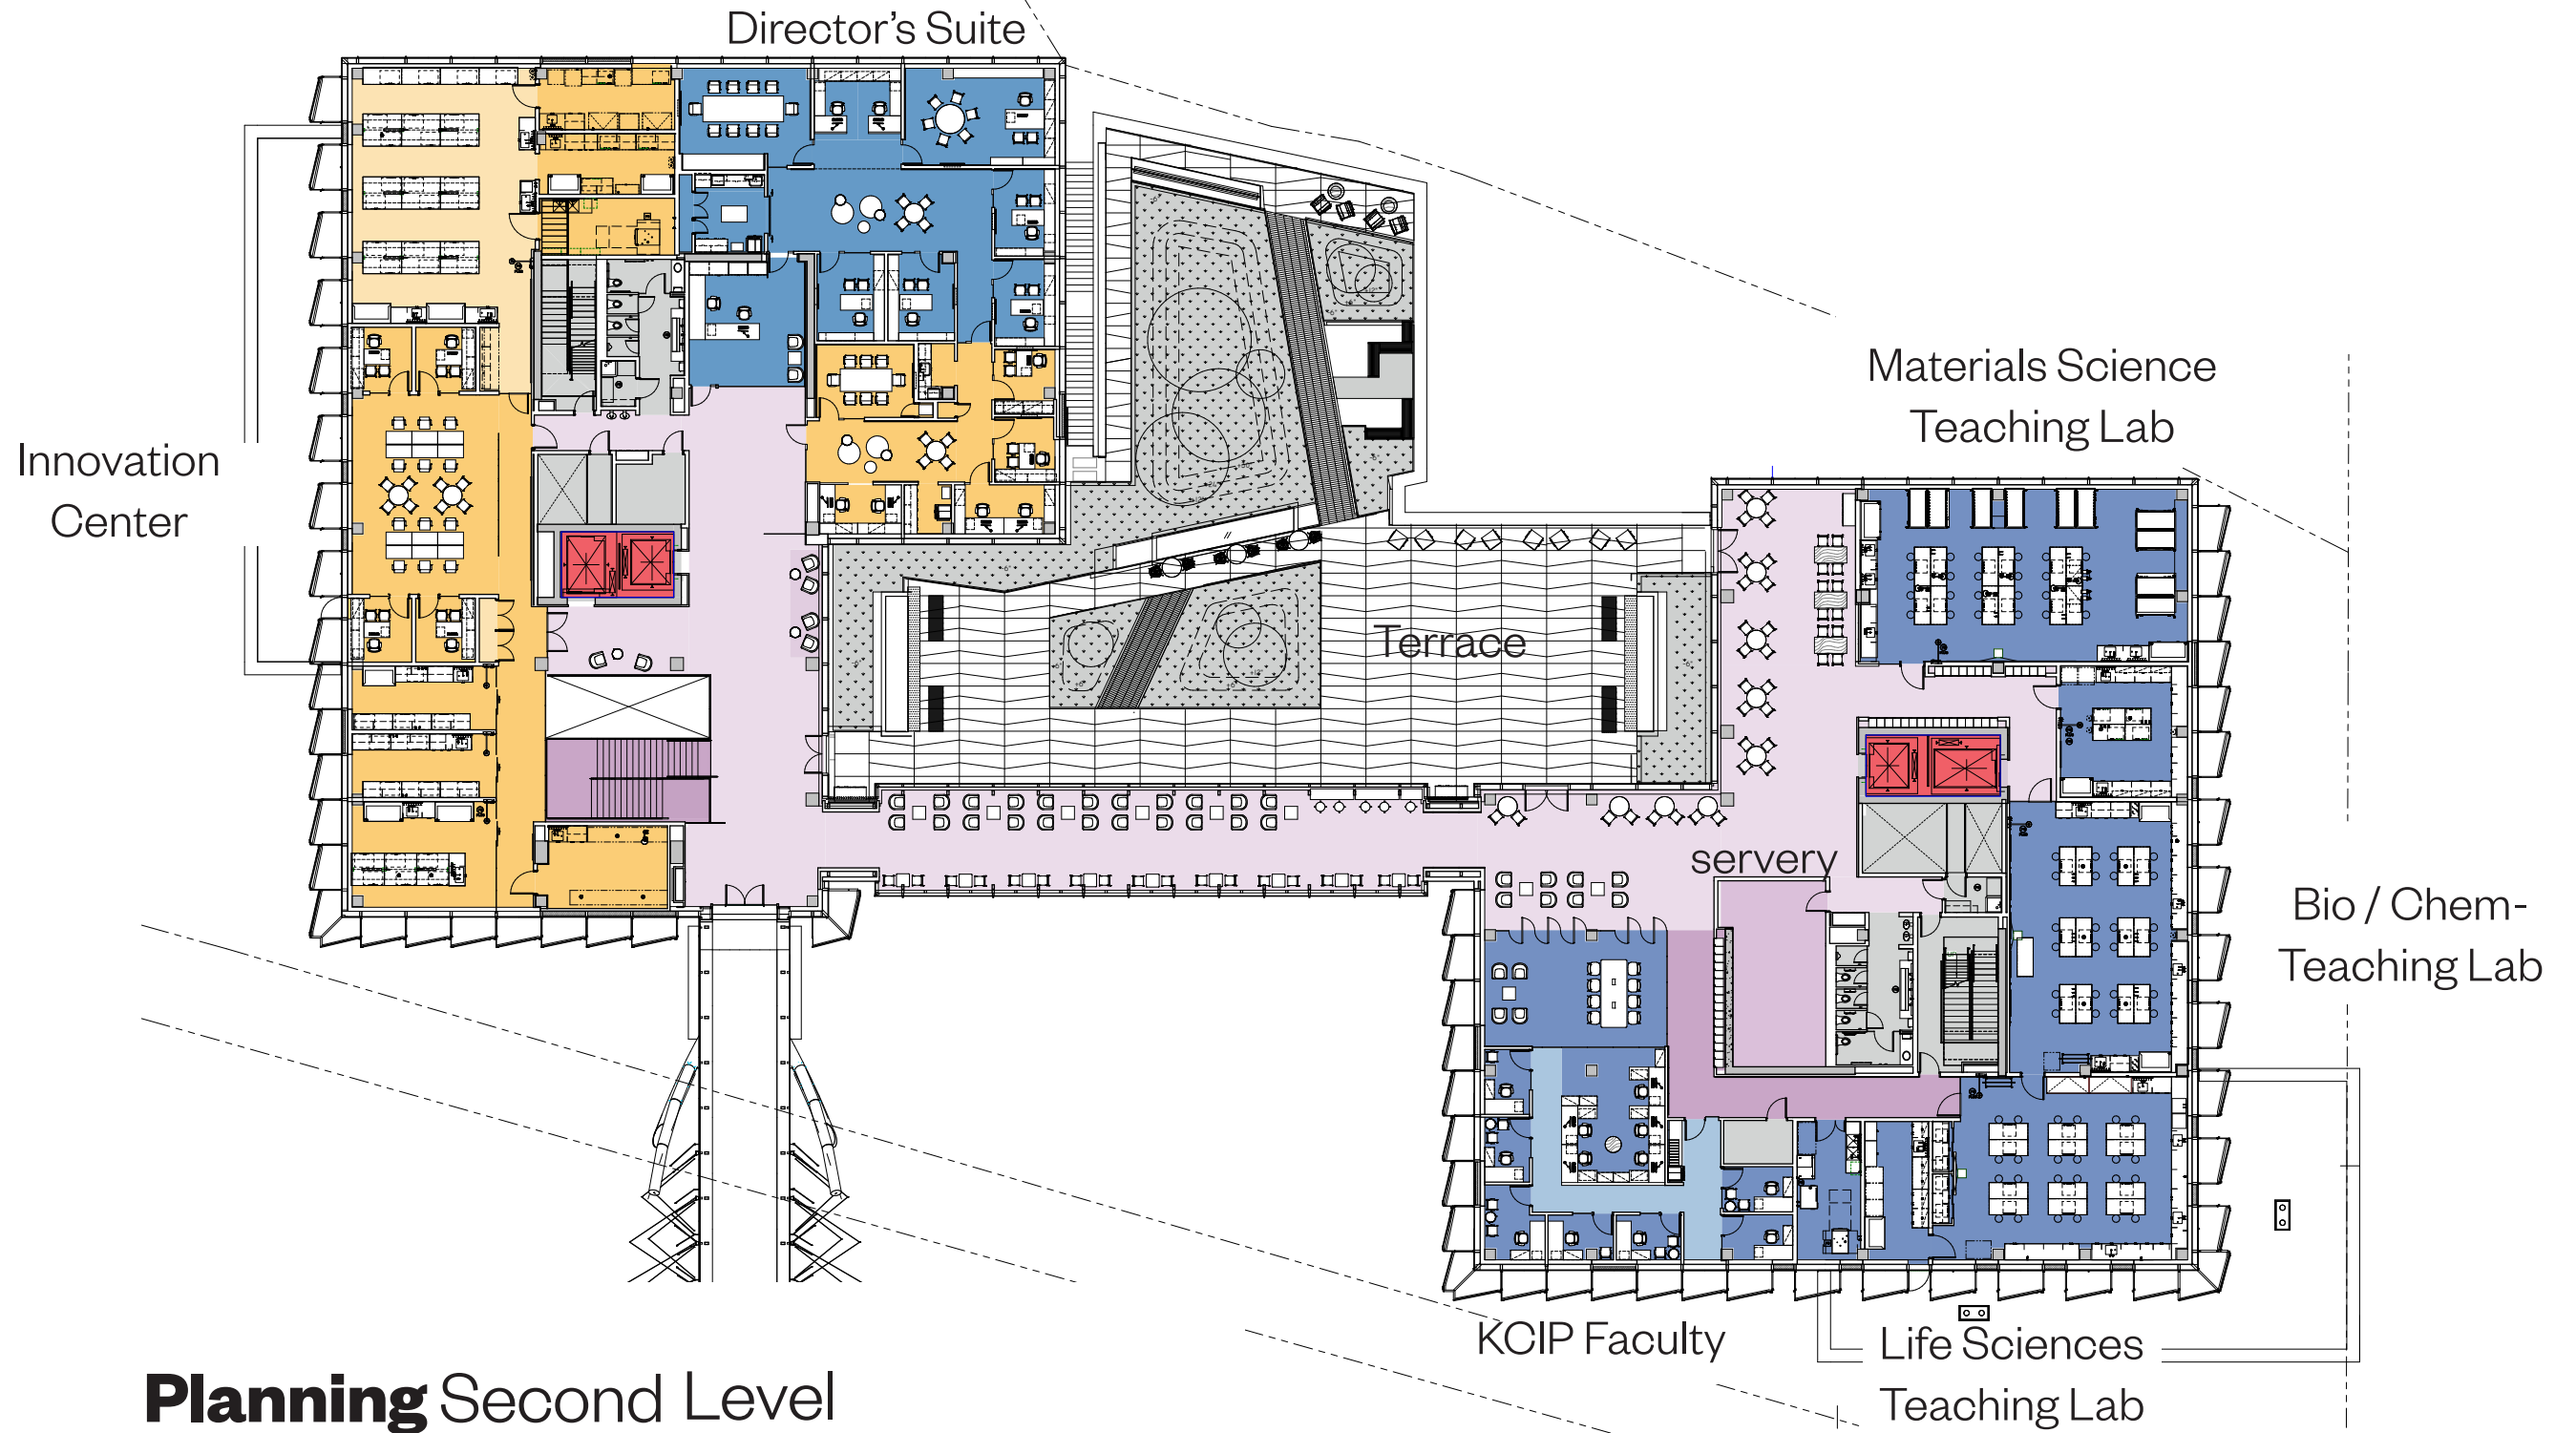 Director's Suite
Materials Science
Teaching Lab
Innovation
Center
Terrace
servery
Bio / Chem-
Teaching Lab
KCIP Faculty
Life Sciences
Teaching Lab
Planning Second Level